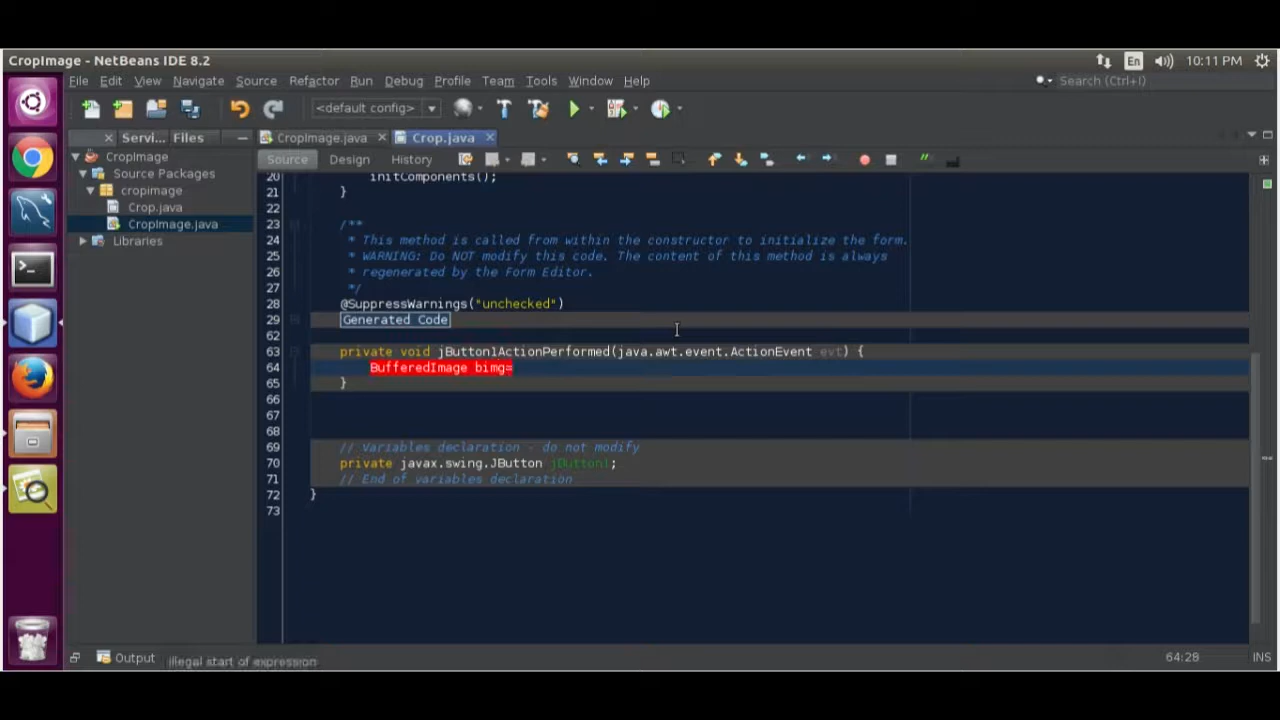 CropImage - NetBeans IDE 8.2
En
10:11 PM
File Edit View Navigate Source Refactor Run Debug Profile Team Tools Window Help
Search (Ctrl+I)
<default config>
Servi... Files
CropImage.java
Crop.java
CropImage
Source Packages
cropimage
Crop.java
CropImage.java
Libraries
Source Design History
20 initComponents();
21 }
22
23 /**
24 * This method is called from within the constructor to initialize the form.
25 * WARNING: Do NOT modify this code. The content of this method is always
26 * regenerated by the Form Editor.
27 */
28 @SuppressWarnings("unchecked")
29 Generated Code
62
63 private void jButton1ActionPerformed(java.awt.event.ActionEvent evt) {
64 BufferedImage bimg=
65 }
66
67
68
69 // Variables declaration - do not modify
70 private javax.swing.JButton jButton1;
71 // End of variables declaration
72 }
73
Output
illegal start of expression
64:28
INS